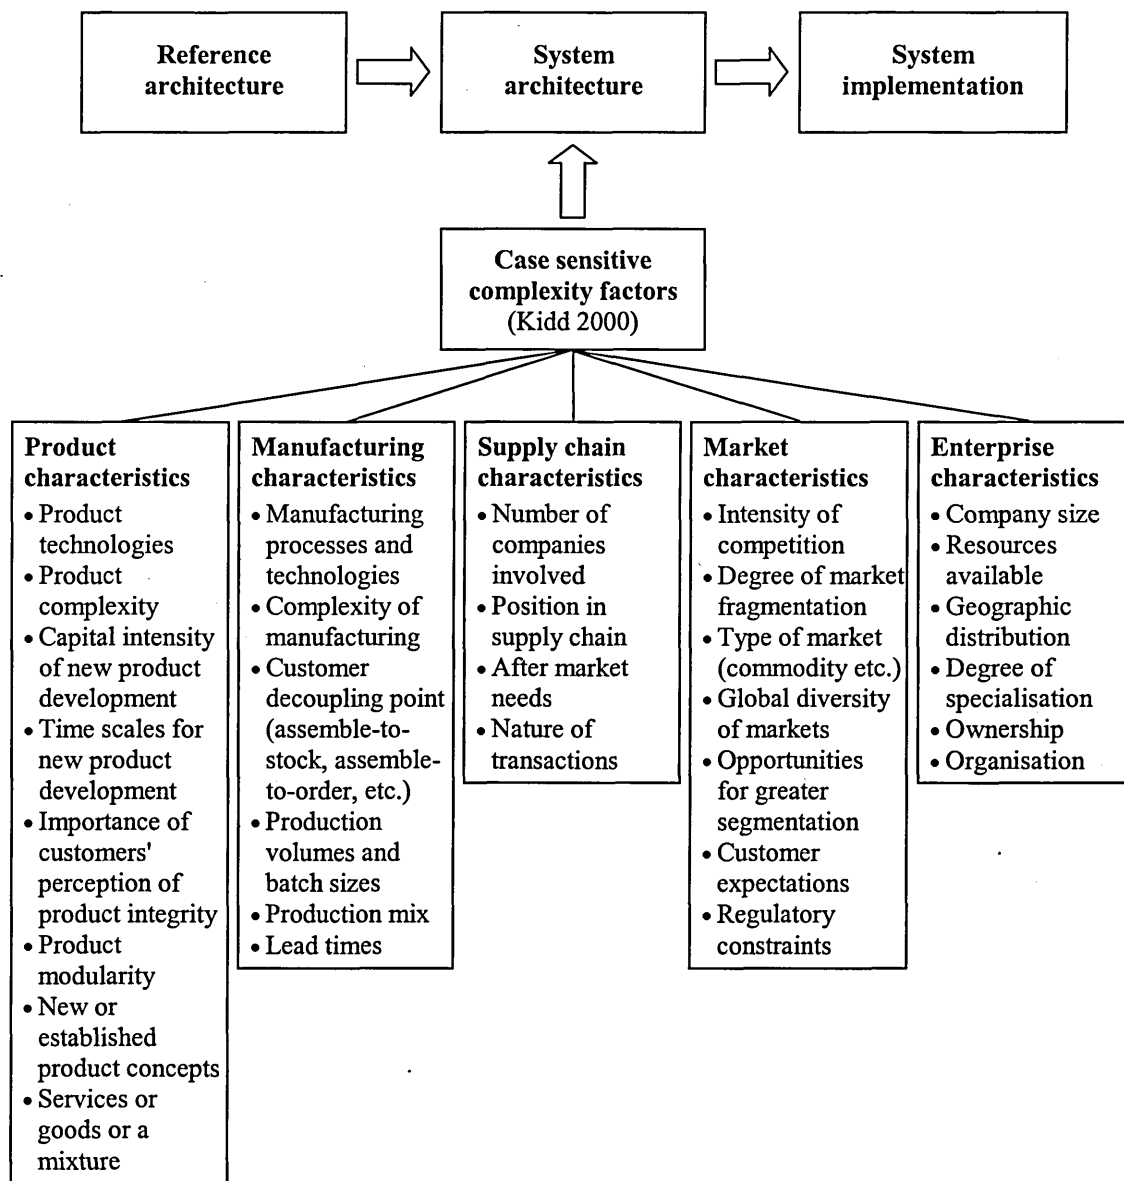 Reference
architecture
System
architecture
System
implementation
Case sensitive
complexity factors
(Kidd 2000)
Product
characteristics
• Product
technologies
• Product
complexity
• Capital intensity
of new product
development
• Time scales for
new product
development
• Importance of
customers'
perception of
product integrity
• Product
modularity
• New or
established
product concepts
• Services or
goods or a
mixture
Manufacturing
characteristics
• Manufacturing
processes and
technologies
• Complexity of
manufacturing
• Customer
decoupling point
(assemble-to-
stock, assemble-
to-order, etc.)
• Production
volumes and
batch sizes
• Production mix
• Lead times
Supply chain
characteristics
• Number of
companies
involved
• Position in
supply chain
• After market
needs
• Nature of
transactions
Market
characteristics
• Intensity of
competition
• Degree of market
fragmentation
• Type of market
(commodity etc.)
• Global diversity
of markets
• Opportunities
for greater
segmentation
• Customer
expectations
• Regulatory
constraints
Enterprise
characteristics
• Company size
• Resources
available
• Geographic
distribution
• Degree of
specialisation
• Ownership
• Organisation